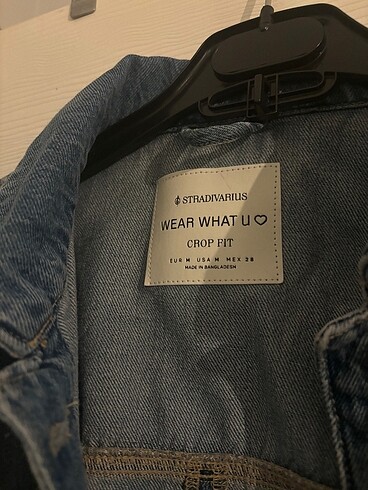 STRADIVARIUS
WEAR WHAT U ♡
CROP FIT
EUR M USA M MEX 28
MADE IN BANGLADESH